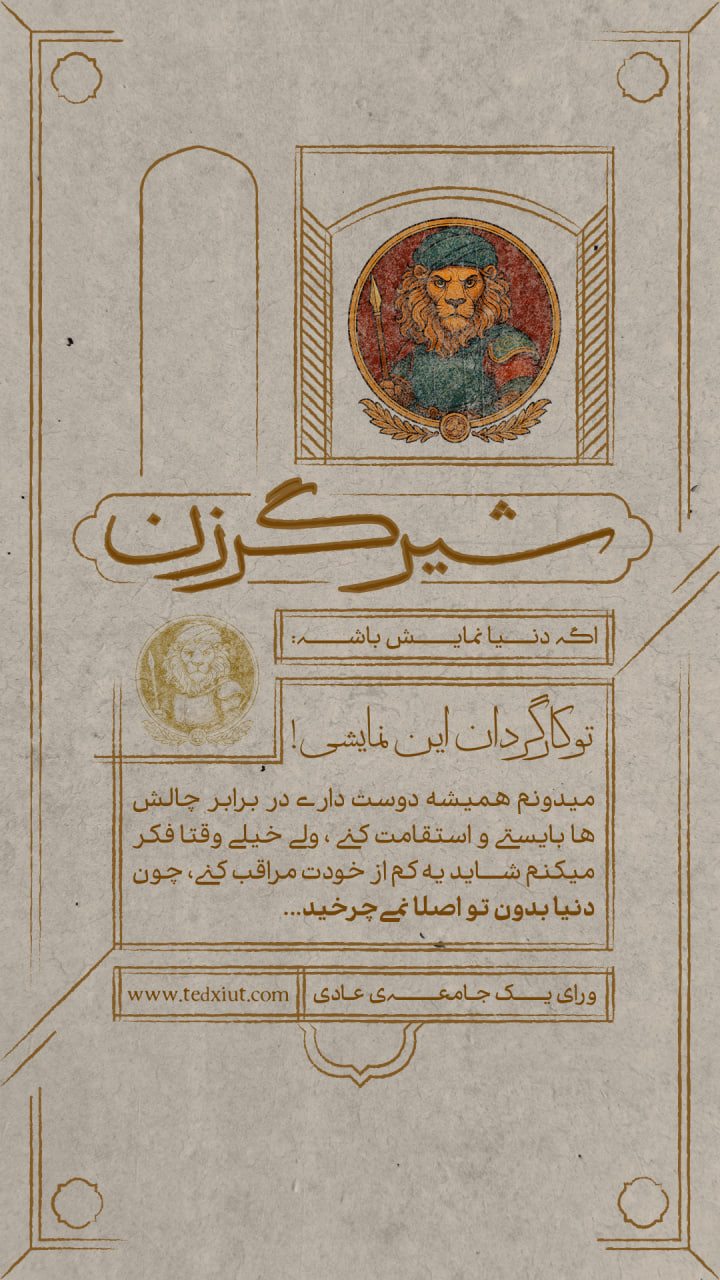 شیر گرزن
اگه دنیا نمایش باشه:
تو کارگردان این نمایشی!
میدونم همیشه دوست داری در برابر چالش
ها بایستی و استقامت کنی، ولی خیلی وقتا فکر
میکنم شاید یه کم از خودت مراقب کنی، چون
دنیا بدون تو اصلا نمی‌چرخید...
ورای یک جامعه‌ی عادی
www.tedxiut.com